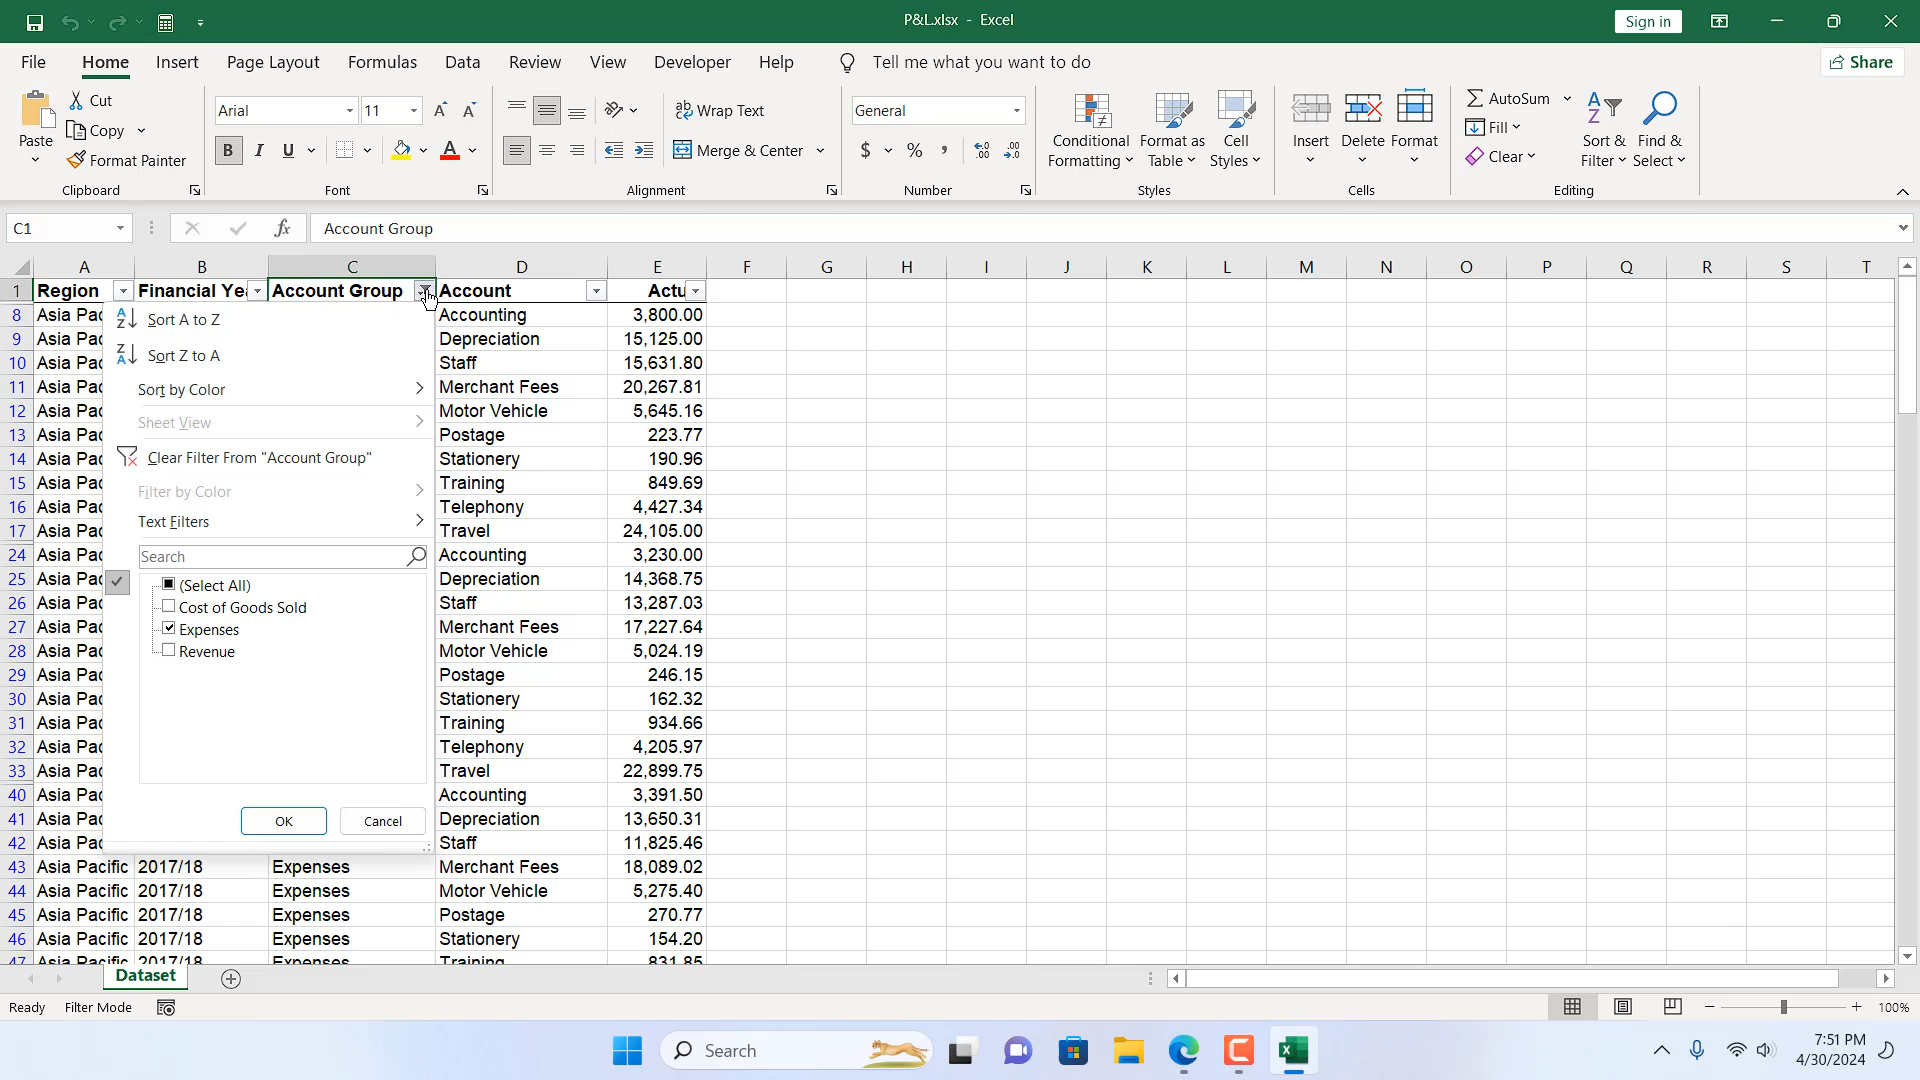 P&L.xlsx - Excel
Sign in
File Home Insert Page Layout Formulas Data Review View Developer Help Tell me what you want to do Share
Paste
Cut
Copy
Format Painter
Clipboard
Arial 11
B I U A
Font
Wrap Text
Merge & Center
Alignment
General
$ % ,
Number
Conditional Formatting
Format as Table
Cell Styles
Styles
Insert Delete Format
Cells
AutoSum
Fill
Clear
Sort & Filter
Find & Select
Editing
C1 fx Account Group
A B C D E F G H I J K L M N O P Q R S T
1 Region Financial Ye Account Group Account Actu
8 Asia Pac Accounting 3,800.00
9 Asia Pac Depreciation 15,125.00
10 Asia Pac Staff 15,631.80
11 Asia Pac Merchant Fees 20,267.81
12 Asia Pac Motor Vehicle 5,645.16
13 Asia Pac Postage 223.77
14 Asia Pac Stationery 190.96
15 Asia Pac Training 849.69
16 Asia Pac Telephony 4,427.34
17 Asia Pac Travel 24,105.00
24 Asia Pac Accounting 3,230.00
25 Asia Pac Depreciation 14,368.75
26 Asia Pac Staff 13,287.03
27 Asia Pac Merchant Fees 17,227.64
28 Asia Pac Motor Vehicle 5,024.19
29 Asia Pac Postage 246.15
30 Asia Pac Stationery 162.32
31 Asia Pac Training 934.66
32 Asia Pac Telephony 4,205.97
33 Asia Pac Travel 22,899.75
40 Asia Pac Accounting 3,391.50
41 Asia Pac Depreciation 13,650.31
42 Asia Pac Staff 11,825.46
43 Asia Pacific 2017/18 Expenses Merchant Fees 18,089.02
44 Asia Pacific 2017/18 Expenses Motor Vehicle 5,275.40
45 Asia Pacific 2017/18 Expenses Postage 270.77
46 Asia Pacific 2017/18 Expenses Stationery 154.20
47 Asia Pacific 2017/18 Expenses Training 831.85
Sort A to Z
Sort Z to A
Sort by Color
Sheet View
Clear Filter From "Account Group"
Filter by Color
Text Filters
Search
(Select All)
Cost of Goods Sold
Expenses
Revenue
OK Cancel
Dataset
Ready Filter Mode 100%
Search
7:51 PM
4/30/2024